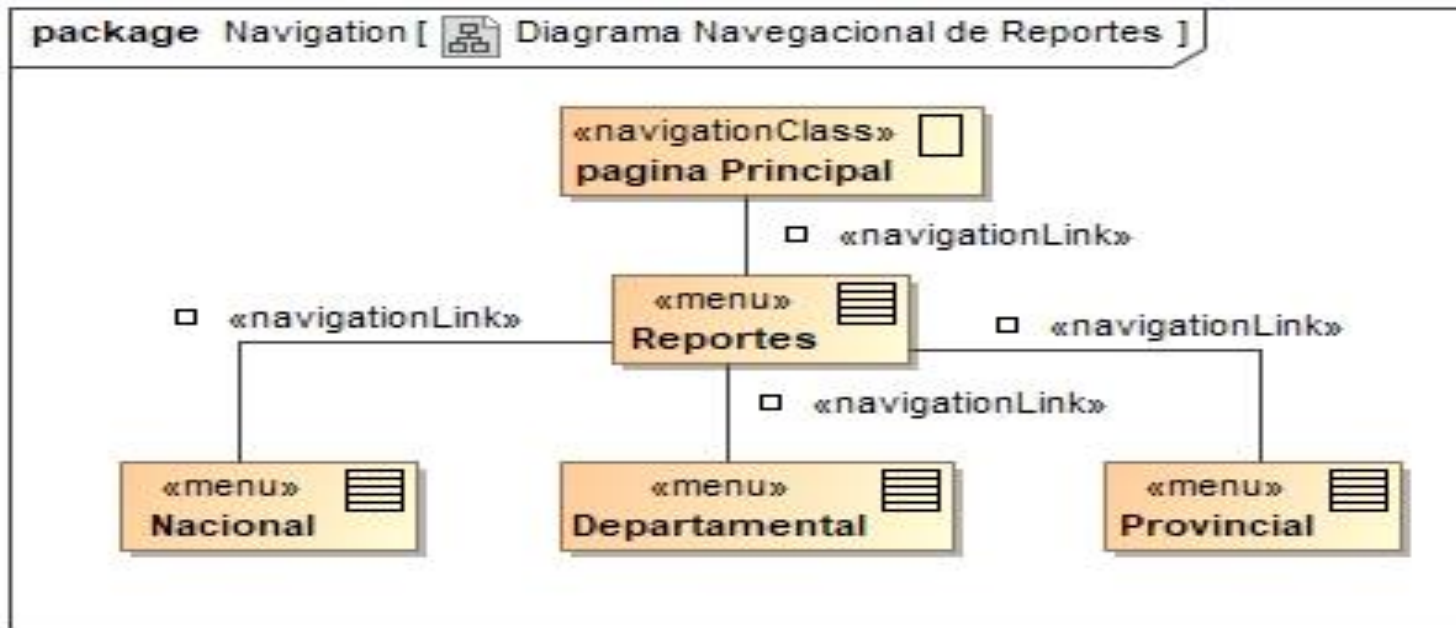 package Navigation [ Diagrama Navegacional de Reportes ]
«navigationClass»
pagina Principal
«navigationLink»
«menu»
Reportes
«navigationLink»
«navigationLink»
«navigationLink»
«menu»
Nacional
«menu»
Departamental
«menu»
Provincial